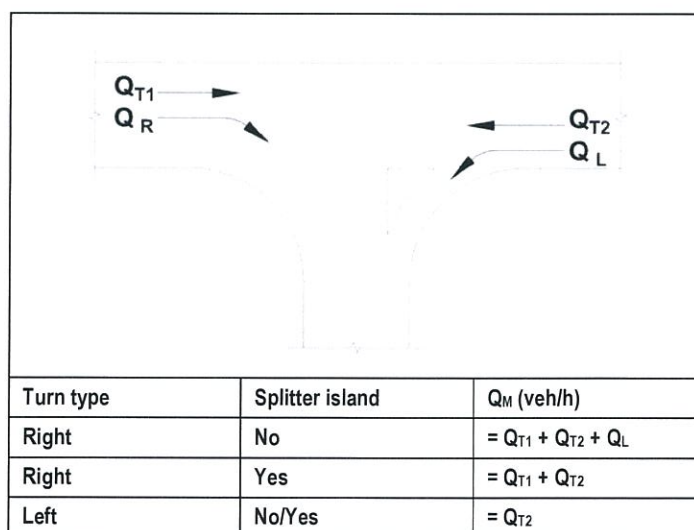 QT1
QR
QT2
QL
Turn type Splitter island QM (veh/h)
Right No = QT1 + QT2 + QL
Right Yes = QT1 + QT2
Left No/Yes = QT2